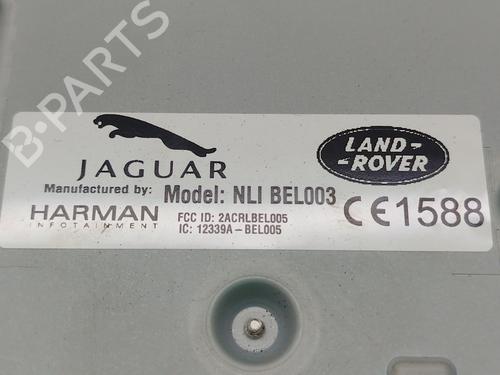 B-PARTS
JAGUAR
LAND-
-ROVER
Manufactured by:
HARMAN
INFOTAINMENT
Model: NLI BEL003
FCC ID: 2ACRLBEL005
IC: 12339A-BEL005
CE1588